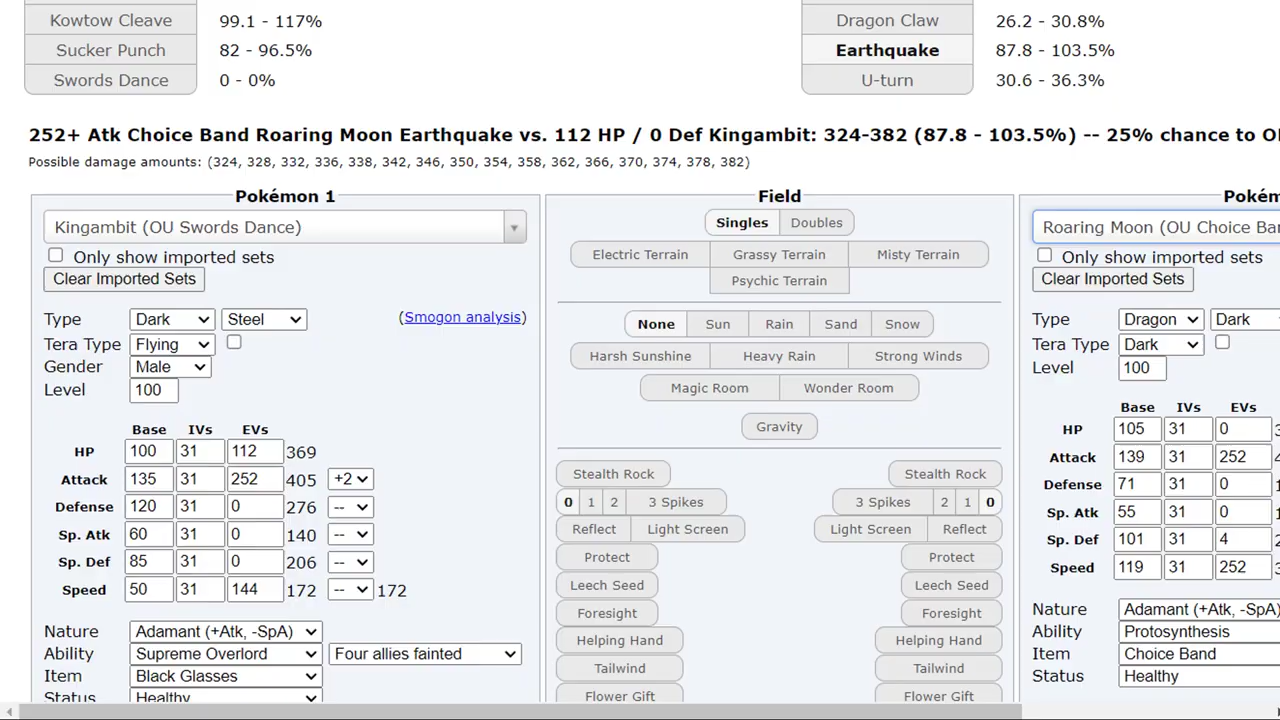 Kowtow Cleave 99.1 - 117% Dragon Claw 26.2 - 30.8%
Sucker Punch 82 - 96.5% Earthquake 87.8 - 103.5%
Swords Dance 0 - 0% U-turn 30.6 - 36.3%
252+ Atk Choice Band Roaring Moon Earthquake vs. 112 HP / 0 Def Kingambit: 324-382 (87.8 - 103.5%) -- 25% chance to
Possible damage amounts: (324, 328, 332, 336, 338, 342, 346, 350, 354, 358, 362, 366, 370, 374, 378, 382)
Pokémon 1 Field
Kingambit (OU Swords Dance) Singles Doubles Roaring Moon (OU Choice
Only show imported sets Electric Terrain Grassy Terrain Misty Terrain Only show imported sets
Clear Imported Sets Psychic Terrain Clear Imported Sets
Type Dark Steel (Smogon analysis) None Sun Rain Sand Snow Type Dragon Dark
Tera Type Flying Harsh Sunshine Heavy Rain Strong Winds Tera Type Dark
Gender Male
Level 100 Magic Room Wonder Room Level 100
Base IVs EVs Gravity Base IVs EVs
HP 100 31 112 369 HP 105 31 0
Attack 135 31 252 405 +2 Stealth Rock Stealth Rock Attack 139 31 252
Defense 120 31 0 276 -- 0 1 2 3 Spikes 3 Spikes 2 1 0 Defense 71 31 0
Sp. Atk 60 31 0 140 -- Reflect Light Screen Light Screen Reflect Sp. Atk 55 31 0
Sp. Def 85 31 0 206 -- Protect Protect Sp. Def 101 31 4
Speed 50 31 144 172 -- 172 Leech Seed Leech Seed Speed 119 31 252
Foresight Foresight
Nature Adamant (+Atk, -SpA) Helping Hand Helping Hand Nature Adamant (+Atk, -SpA)
Ability Supreme Overlord Four allies fainted Tailwind Tailwind Ability Protosynthesis
Item Black Glasses Flower Gift Flower Gift Item Choice Band
Status Healthy Status Healthy